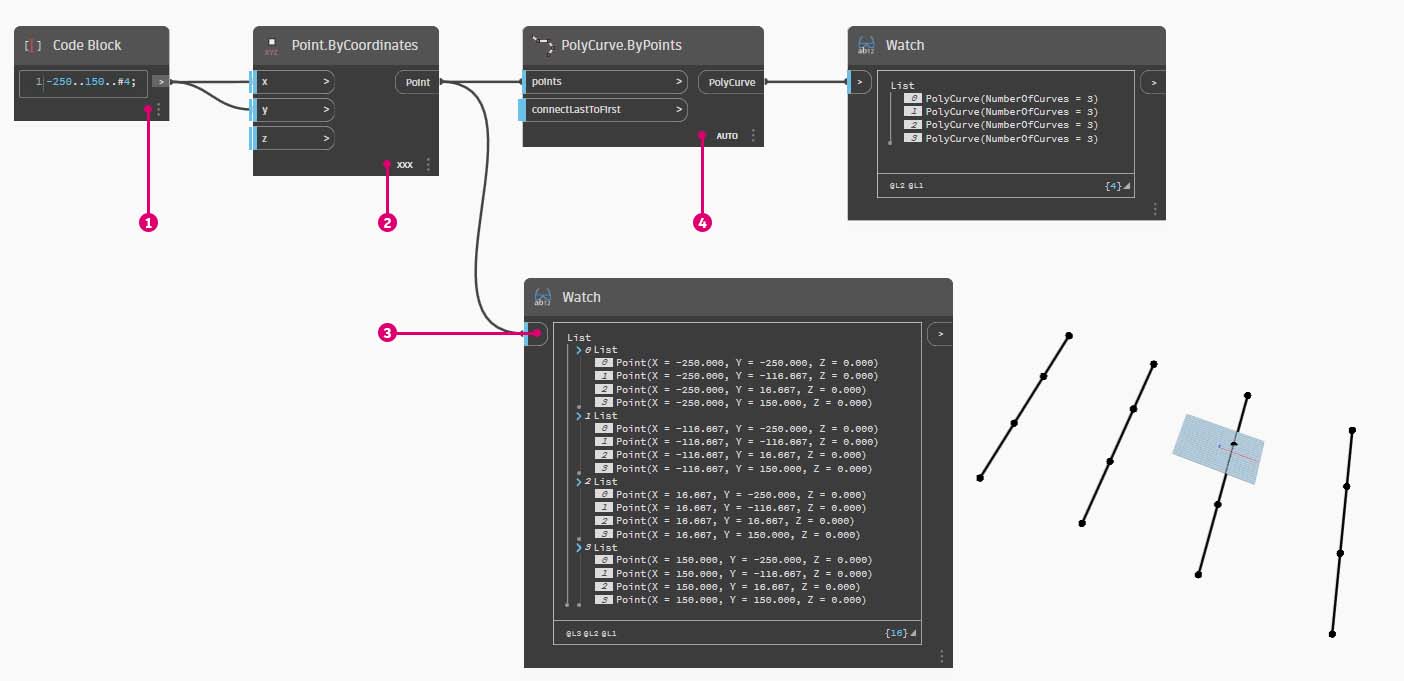 Code Block
1 -250..150..#4;
>
1
Point.ByCoordinates
XYZ
x >
y >
z >
Point
XXX
2
PolyCurve.ByPoints
points >
connectLastToFirst >
PolyCurve
AUTO
4
Watch
>
>
List
0 PolyCurve(NumberOfCurves = 3)
1 PolyCurve(NumberOfCurves = 3)
2 PolyCurve(NumberOfCurves = 3)
3 PolyCurve(NumberOfCurves = 3)
@L2 @L1 {4}
Watch
3
>
List
0 List
0 Point(X = -250.000, Y = -250.000, Z = 0.000)
1 Point(X = -250.000, Y = -116.667, Z = 0.000)
2 Point(X = -250.000, Y = 16.667, Z = 0.000)
3 Point(X = -250.000, Y = 150.000, Z = 0.000)
1 List
0 Point(X = -116.667, Y = -250.000, Z = 0.000)
1 Point(X = -116.667, Y = -116.667, Z = 0.000)
2 Point(X = -116.667, Y = 16.667, Z = 0.000)
3 Point(X = -116.667, Y = 150.000, Z = 0.000)
2 List
0 Point(X = 16.667, Y = -250.000, Z = 0.000)
1 Point(X = 16.667, Y = -116.667, Z = 0.000)
2 Point(X = 16.667, Y = 16.667, Z = 0.000)
3 Point(X = 16.667, Y = 150.000, Z = 0.000)
3 List
0 Point(X = 150.000, Y = -250.000, Z = 0.000)
1 Point(X = 150.000, Y = -116.667, Z = 0.000)
2 Point(X = 150.000, Y = 16.667, Z = 0.000)
3 Point(X = 150.000, Y = 150.000, Z = 0.000)
@L3 @L2 @L1 {16}